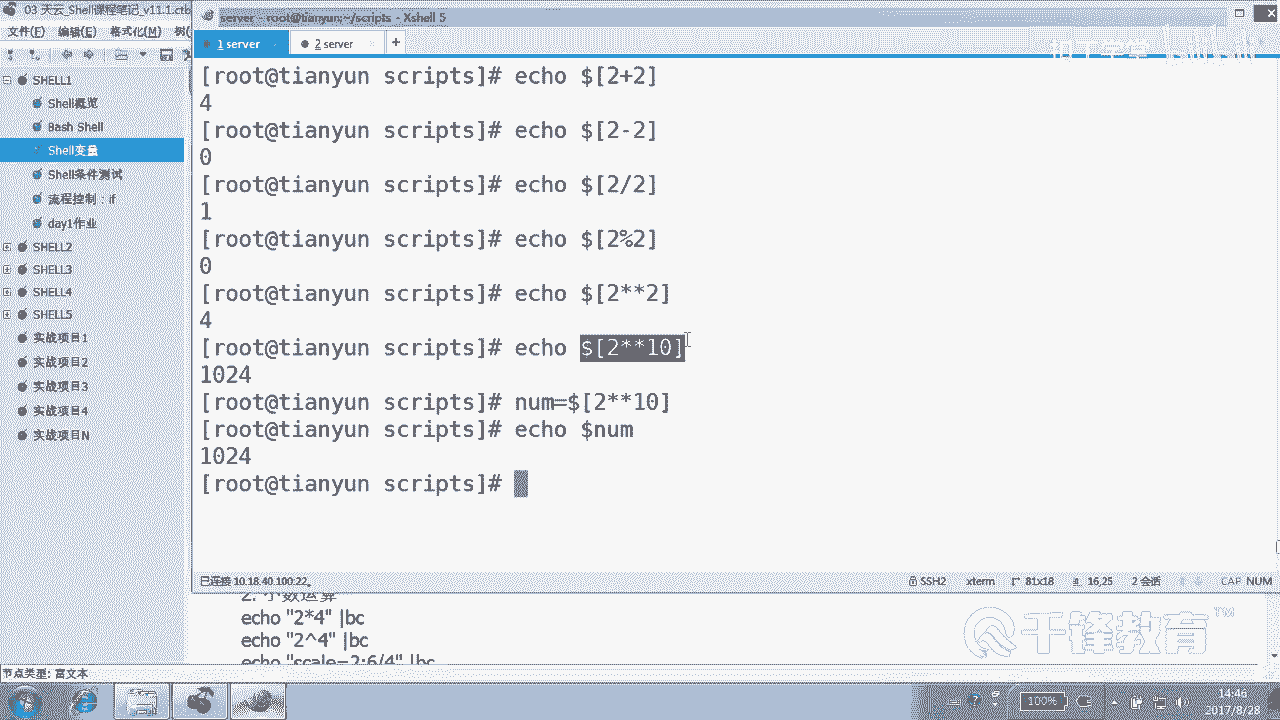 03 天云_Shell课程笔记_v11.1.ctb
server - root@tianyun:~/scripts - Xshell 5
文件(F) 编辑(E) 格式化(M) 树(
1 server
2 server
+
扣丁学堂
SHELL1
Shell概览
Bash Shell
Shell变量
Shell条件测试
流程控制：if
day1作业
SHELL2
SHELL3
SHELL4
SHELL5
实战项目1
实战项目2
实战项目3
实战项目4
实战项目N
[root@tianyun scripts]# echo $[2+2]
4
[root@tianyun scripts]# echo $[2-2]
0
[root@tianyun scripts]# echo $[2/2]
1
[root@tianyun scripts]# echo $[2%2]
0
[root@tianyun scripts]# echo $[2**2]
4
[root@tianyun scripts]# echo $[2**10]
1024
[root@tianyun scripts]# num=$[2**10]
[root@tianyun scripts]# echo $num
1024
[root@tianyun scripts]#
已连接 10.18.40.100:22。
SSH2 xterm 81x18 16,25 2 会话 CAP NUM
2. 小数运算
echo "2*4" |bc
echo "2^4" |bc
echo "scale=2;6/4" |bc
千锋教育™
节点类型: 富文本
100%
14:46
2017/8/28